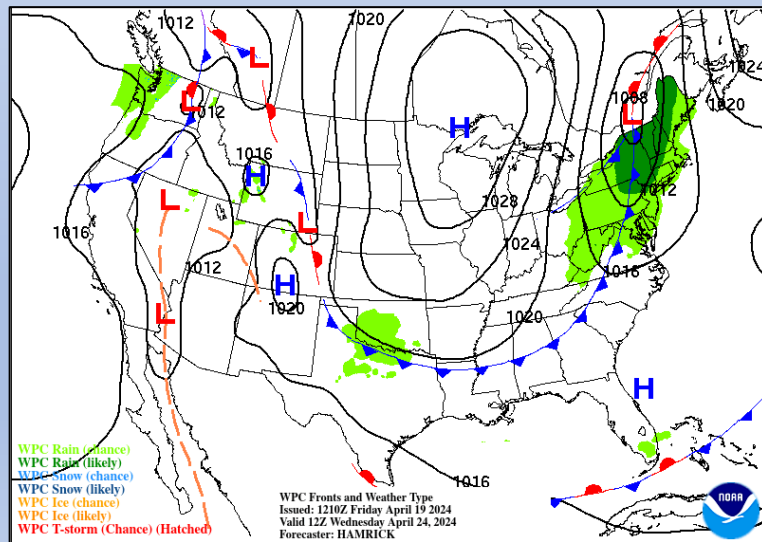 1012
1020
L
1024
1020
1008
L
L
1012
H
1016
H
1012
L
1028
L
1016
1024
1012
1016
H
1020
1020
L
H
WPC Rain (chance)
WPC Rain (likely)
WPC Snow (chance)
WPC Snow (likely)
WPC Ice (chance)
WPC Ice (likely)
WPC T-storm (Chance) (Hatched)
1016
WPC Fronts and Weather Type
Issued: 1210Z Friday April 19 2024
Valid 12Z Wednesday April 24, 2024
Forecaster: HAMRICK
NOAA